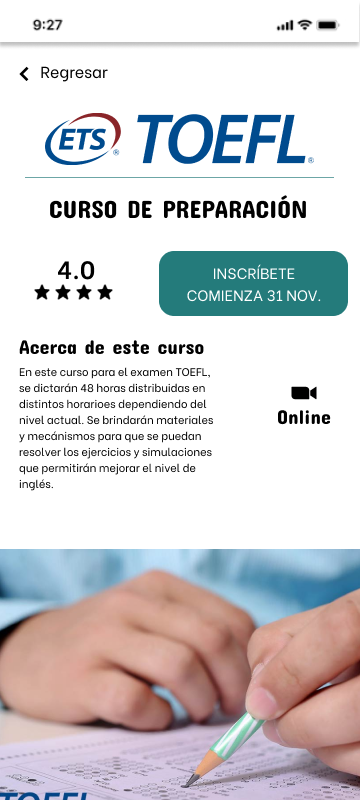 9:27
Regresar
ETS® TOEFL®
CURSO DE PREPARACIÓN
4.0
INSCRÍBETE
COMIENZA 31 NOV.
Acerca de este curso
En este curso para el examen TOEFL,
se dictarán 48 horas distribuidas en
distintos horarioes dependiendo del
nivel actual. Se brindarán materiales
y mecánismos para que se puedan
resolver los ejercicios y simulaciones
que permitirán mejorar el nivel de
inglés.
Online
TOEFL